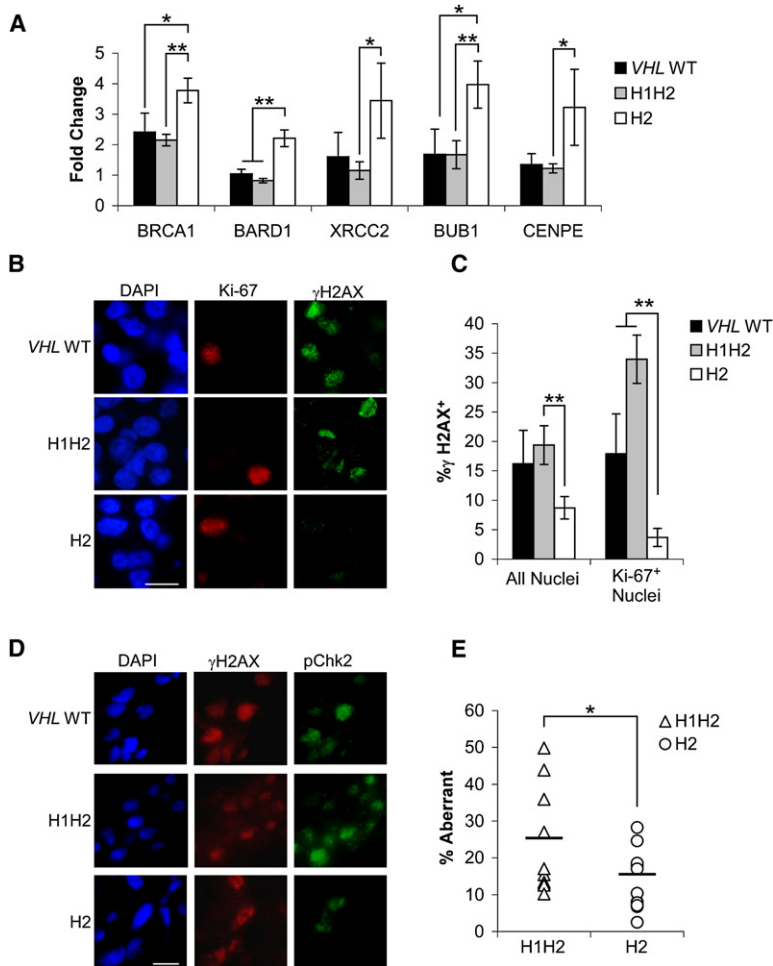 A
Fold Change
5
4
3
2
1
0
* ** ** * * ** *
BRCA1 BARD1 XRCC2 BUB1 CENPE
VHL WT
H1H2
H2
B
DAPI Ki-67 γH2AX
VHL WT
H1H2
H2
C
%γ H2AX⁺
40
35
30
25
20
15
10
5
0
** **
All Nuclei Ki-67⁺ Nuclei
VHL WT
H1H2
H2
D
DAPI γH2AX pChk2
VHL WT
H1H2
H2
E
% Aberrant
60
50
40
30
20
10
0
*
H1H2 H2
H1H2
H2